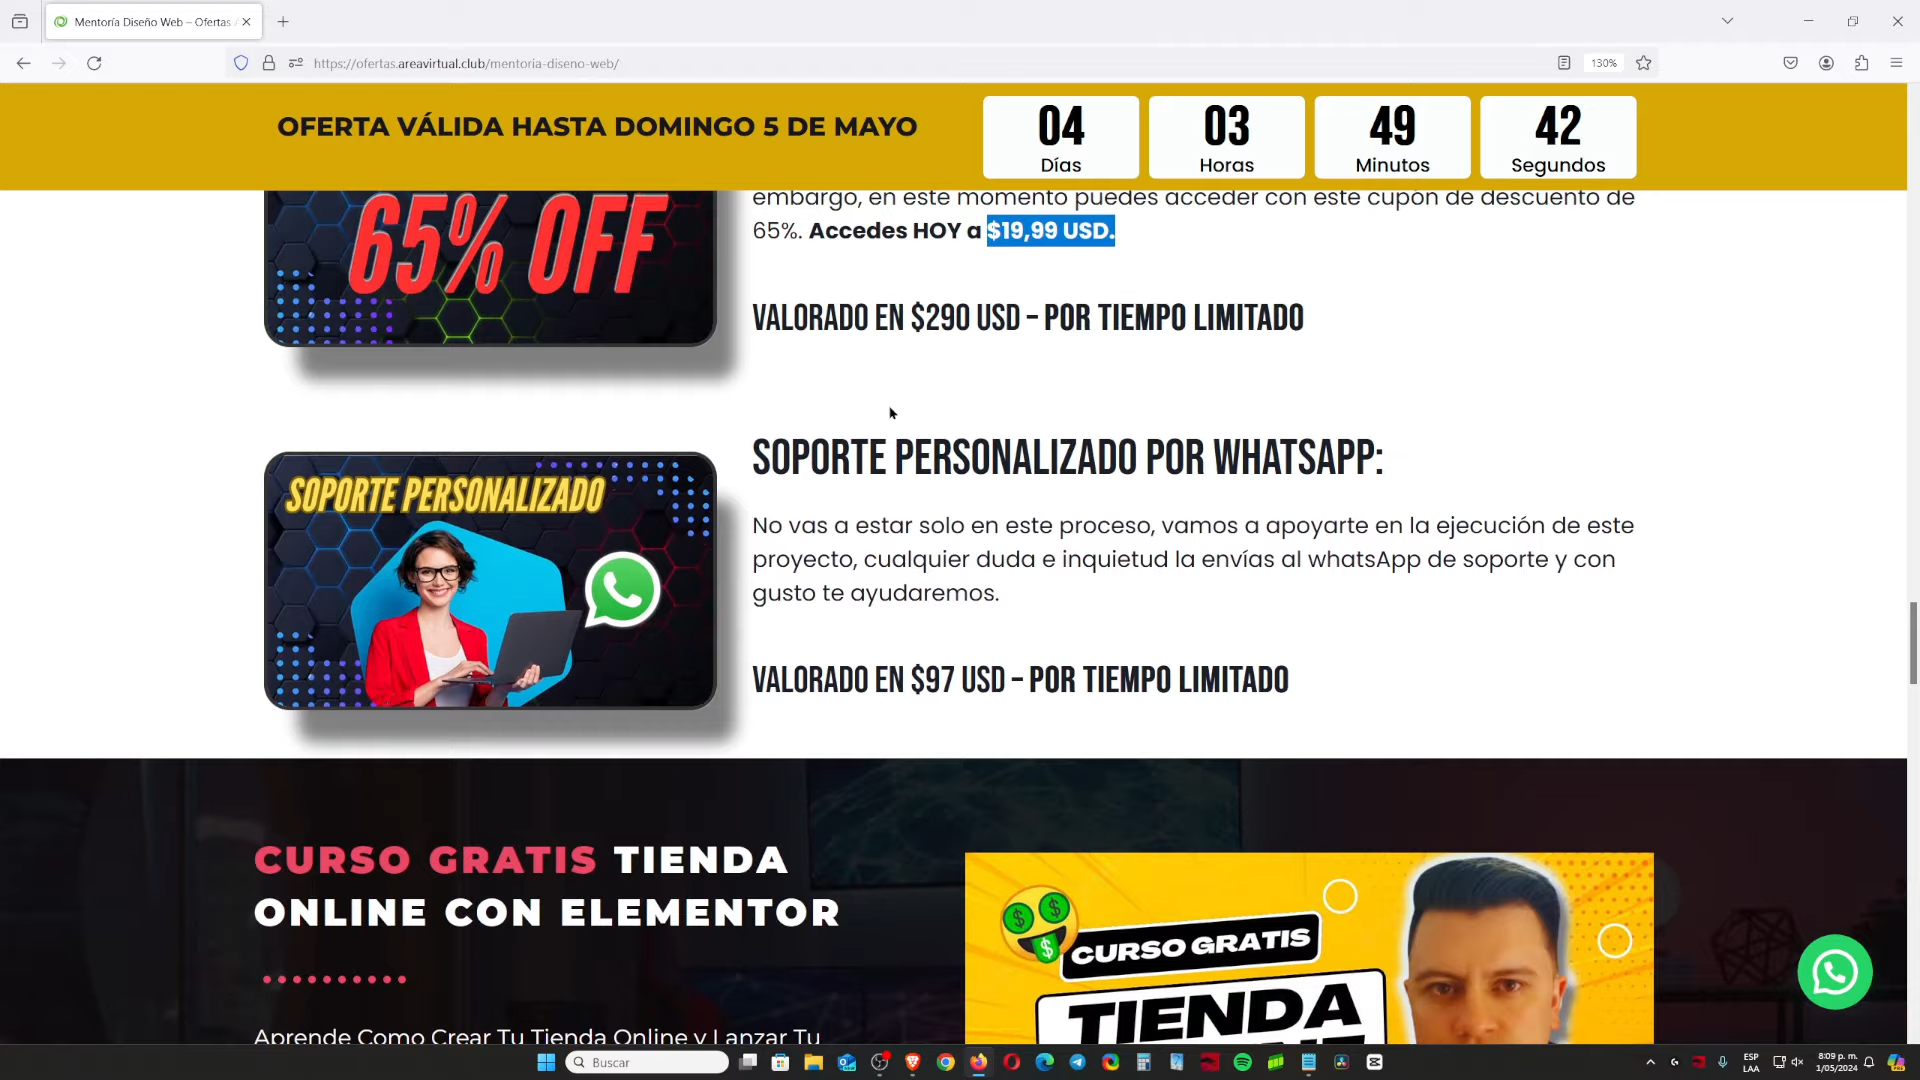 Mentoría Diseño Web – Ofertas
https://ofertas.areavirtual.club/mentoria-diseno-web/
130%
OFERTA VÁLIDA HASTA DOMINGO 5 DE MAYO
04
Días
03
Horas
49
Minutos
42
Segundos
65% OFF
embargo, en este momento puedes acceder con este cupón de descuento de
65%. Accedes HOY a $19,99 USD.
VALORADO EN $290 USD – POR TIEMPO LIMITADO
SOPORTE PERSONALIZADO
SOPORTE PERSONALIZADO POR WHATSAPP:
No vas a estar solo en este proceso, vamos a apoyarte en la ejecución de este
proyecto, cualquier duda e inquietud la envías al whatsApp de soporte y con
gusto te ayudaremos.
VALORADO EN $97 USD – POR TIEMPO LIMITADO
CURSO GRATIS TIENDA
ONLINE CON ELEMENTOR
Aprende Como Crear Tu Tienda Online y Lanzar Tu
CURSO GRATIS
TIENDA
Buscar
ESP
LAA
8:09 p. m.
1/05/2024